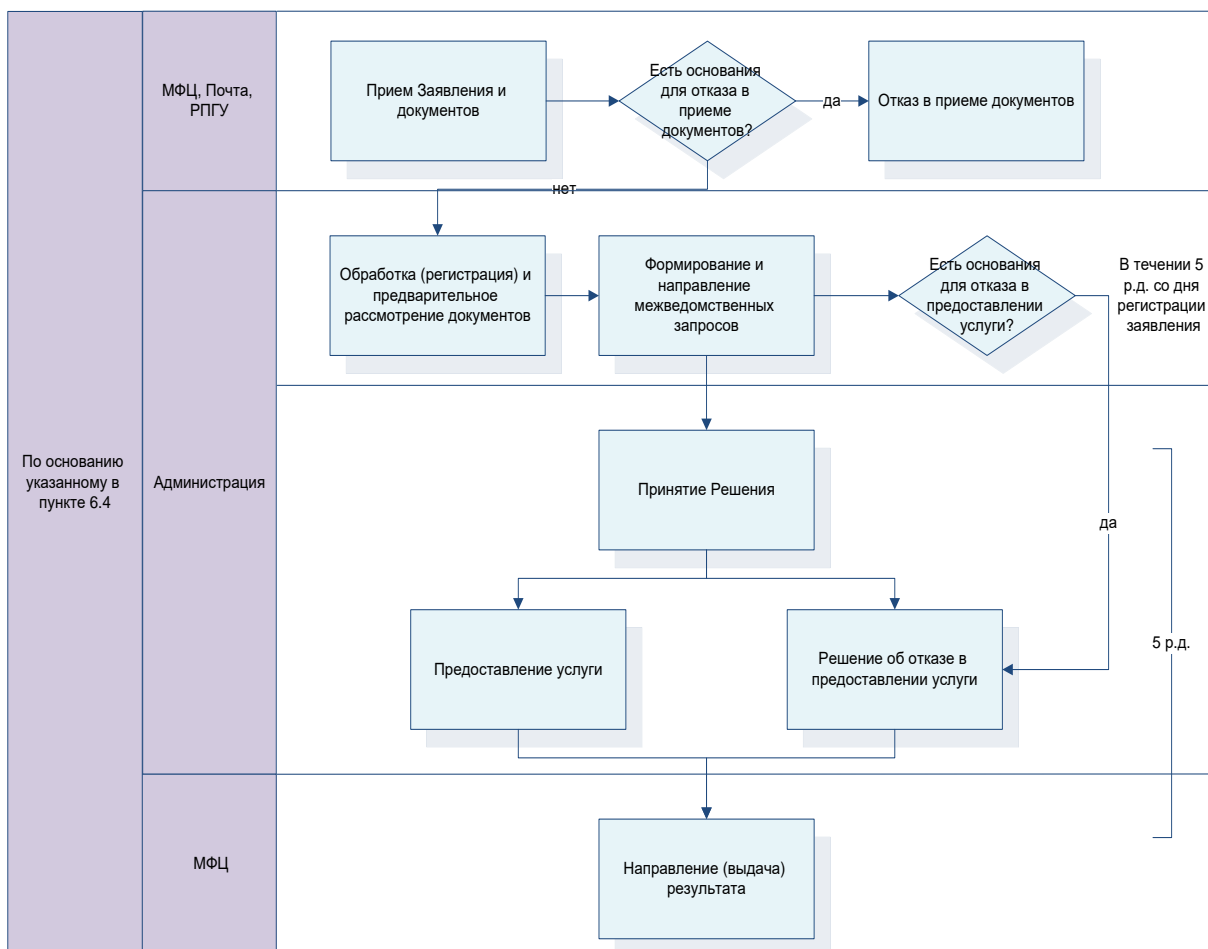 МФЦ, Почта,
РПГУ
Прием Заявления и
документов
Есть основания
для отказа в
приеме
документов?
да
Отказ в приеме документов
нет
Обработка (регистрация) и
предварительное
рассмотрение документов
Формирование и
направление
межведомственных
запросов
Есть основания
для отказа в
предоставлении
услуги?
В течении 5
р.д. со дня
регистрации
заявления
По основанию
указанному в
пункте 6.4
Администрация
Принятие Решения
да
Предоставление услуги
Решение об отказе в
предоставлении услуги
5 р.д.
МФЦ
Направление (выдача)
результата